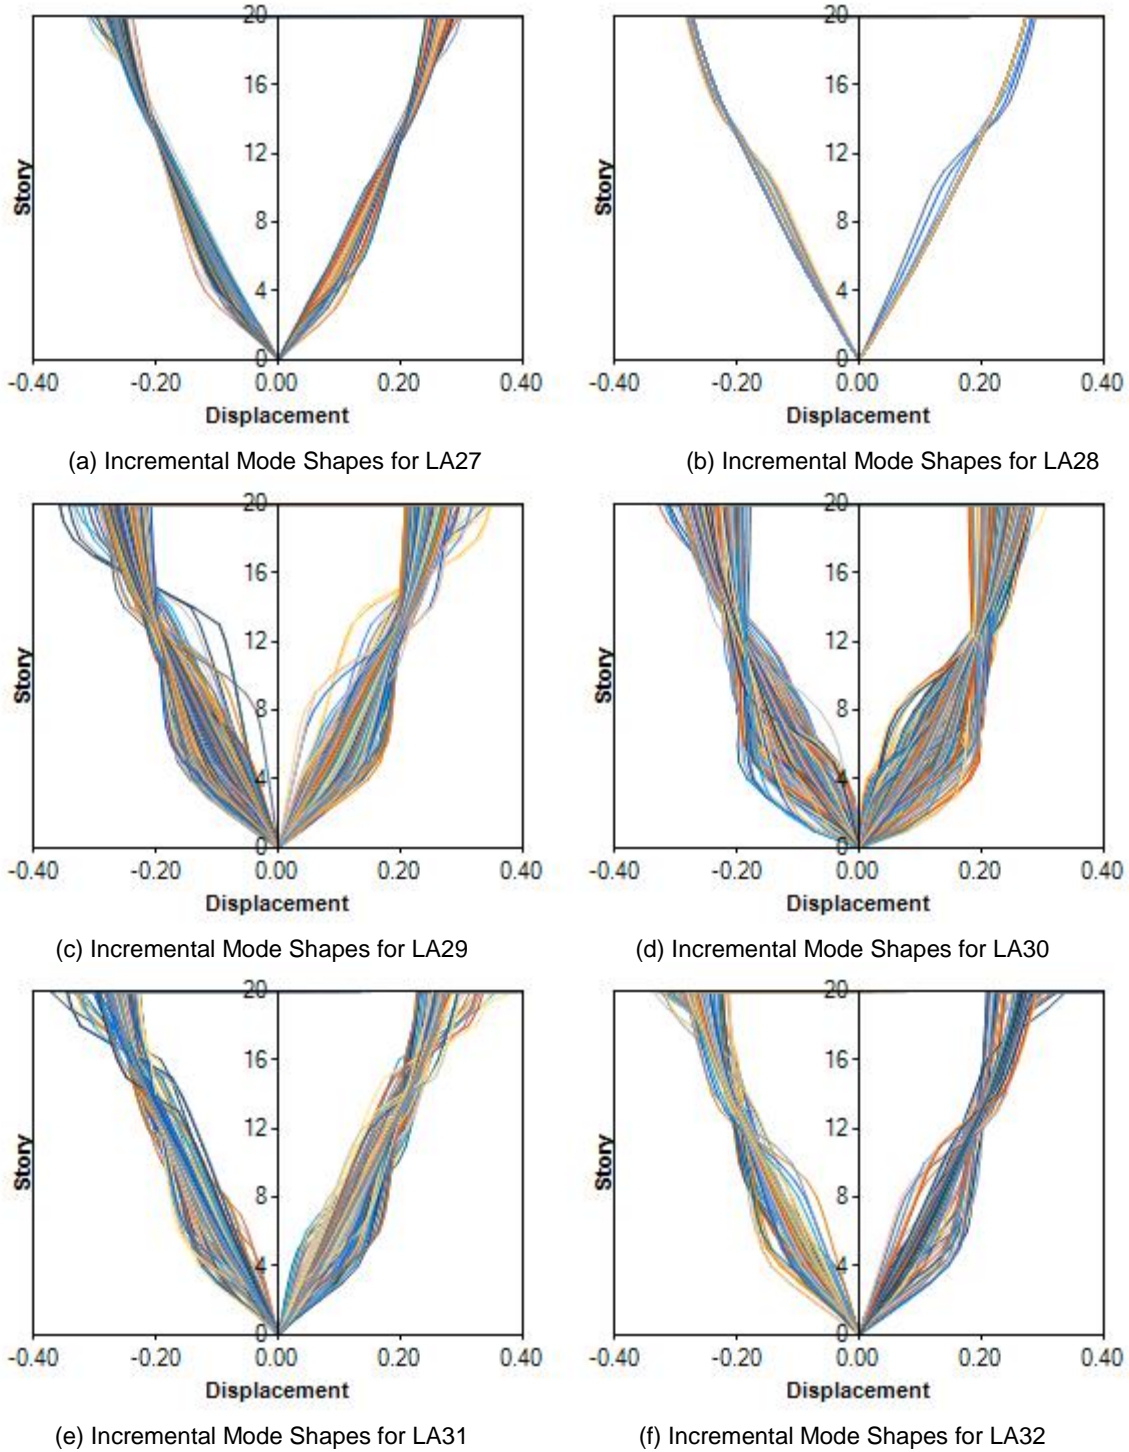 20
16
12
8
4
0
Story
-0.40 -0.20 0.00 0.20 0.40
Displacement
(a) Incremental Mode Shapes for LA27
20
16
12
8
4
0
Story
-0.40 -0.20 0.00 0.20 0.40
Displacement
(b) Incremental Mode Shapes for LA28
20
16
12
8
4
0
Story
-0.40 -0.20 0.00 0.20 0.40
Displacement
(c) Incremental Mode Shapes for LA29
20
16
12
8
4
0
Story
-0.40 -0.20 0.00 0.20 0.40
Displacement
(d) Incremental Mode Shapes for LA30
20
16
12
8
4
0
Story
-0.40 -0.20 0.00 0.20 0.40
Displacement
(e) Incremental Mode Shapes for LA31
20
16
12
8
4
0
Story
-0.40 -0.20 0.00 0.20 0.40
Displacement
(f) Incremental Mode Shapes for LA32